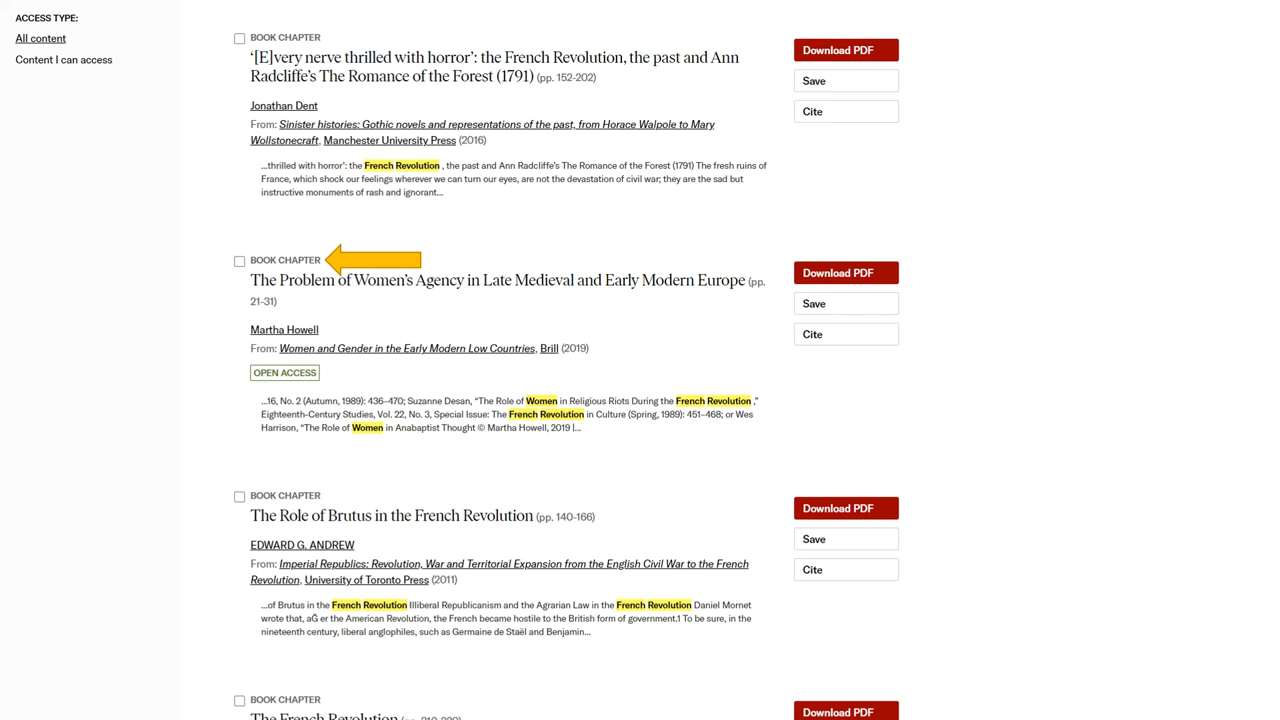 ACCESS TYPE:
All content
Content I can access
BOOK CHAPTER
‘[E]very nerve thrilled with horror’: the French Revolution, the past and Ann
Radcliffe’s The Romance of the Forest (1791) (pp. 152-202)
Jonathan Dent
From: Sinister histories: Gothic novels and representations of the past, from Horace Walpole to Mary
Wollstonecraft, Manchester University Press (2016)
...thrilled with horror’: the French Revolution , the past and Ann Radcliffe’s The Romance of the Forest (1791) The fresh ruins of
France, which shock our feelings wherever we can turn our eyes, are not the devastation of civil war; they are the sad but
instructive monuments of rash and ignorant...
Download PDF
Save
Cite
BOOK CHAPTER
The Problem of Women’s Agency in Late Medieval and Early Modern Europe (pp.
21-31)
Martha Howell
From: Women and Gender in the Early Modern Low Countries, Brill (2019)
OPEN ACCESS
...16, No. 2 (Autumn, 1989): 436–470; Suzanne Desan, “The Role of Women in Religious Riots During the French Revolution ,”
Eighteenth-Century Studies, Vol. 22, No. 3, Special Issue: The French Revolution in Culture (Spring, 1989): 451–468; or Wes
Harrison, “The Role of Women in Anabaptist Thought © Martha Howell, 2019 |...
Download PDF
Save
Cite
BOOK CHAPTER
The Role of Brutus in the French Revolution (pp. 140-166)
EDWARD G. ANDREW
From: Imperial Republics: Revolution, War and Territorial Expansion from the English Civil War to the French
Revolution, University of Toronto Press (2011)
...of Brutus in the French Revolution Illiberal Republicanism and the Agrarian Law in the French Revolution Daniel Mornet
wrote that, aĞ er the American Revolution, the French became hostile to the British form of government.1 To be sure, in the
nineteenth century, liberal anglophiles, such as Germaine de Staël and Benjamin...
Download PDF
Save
Cite
BOOK CHAPTER
The French Revolution
Download PDF